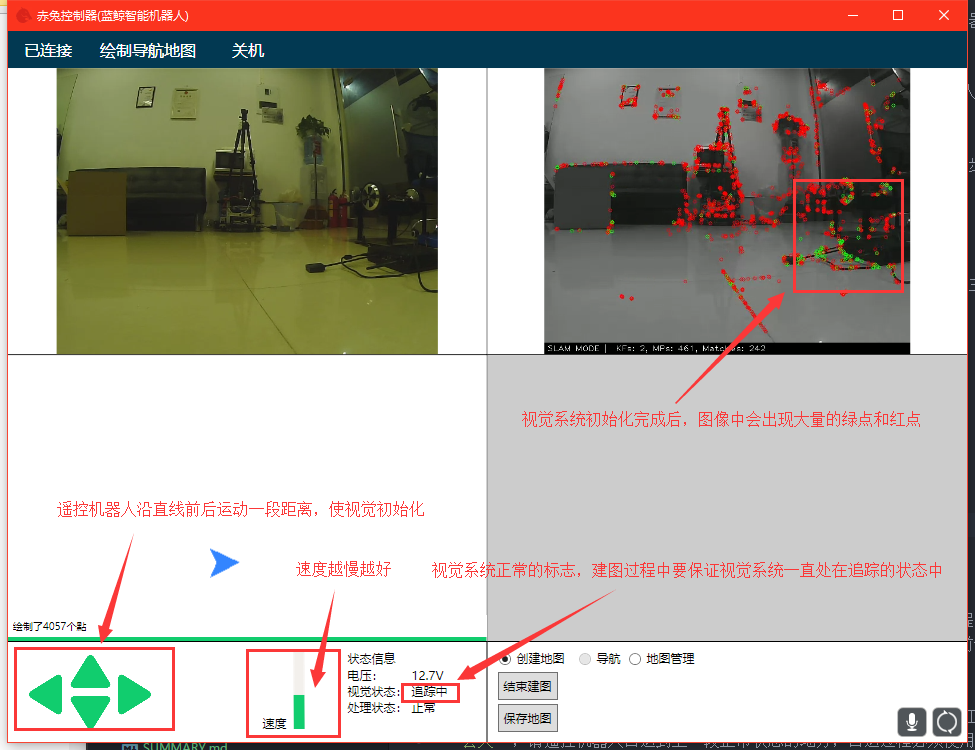 赤兔控制器(蓝鲸智能机器人)
已连接 绘制导航地图 关机
SLAM MODE | KFs: 2, MPs: 461, Matches: 242
视觉系统初始化完成后，图像中会出现大量的绿点和红点
遥控机器人沿直线前后运动一段距离，使视觉初始化
速度越慢越好
视觉系统正常的标志，建图过程中要保证视觉系统一直处在追踪的状态中
绘制了4057个點
速度
状态信息
电压: 12.7V
视觉状态: 追踪中
处理状态: 正常
创建地图 导航 地图管理
结束建图
保存地图
SUMMARY.md